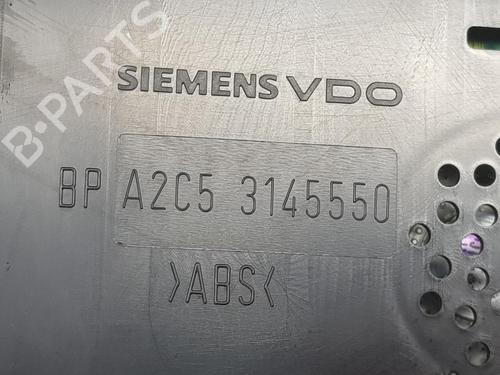 B-PARTS
SIEMENS VDO
BP A2C5 3145550
>ABS<